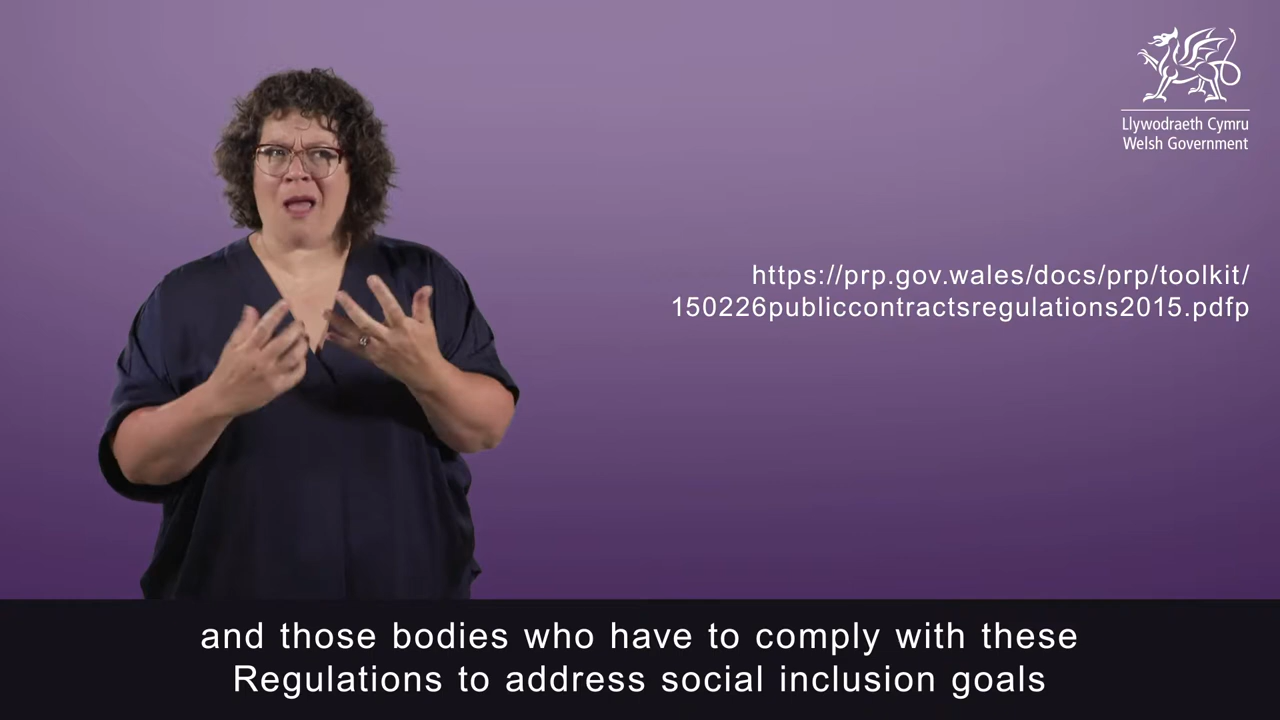 Llywodraeth Cymru
Welsh Government
https://prp.gov.wales/docs/prp/toolkit/
150226publiccontractsregulations2015.pdfp
and those bodies who have to comply with these
Regulations to address social inclusion goals